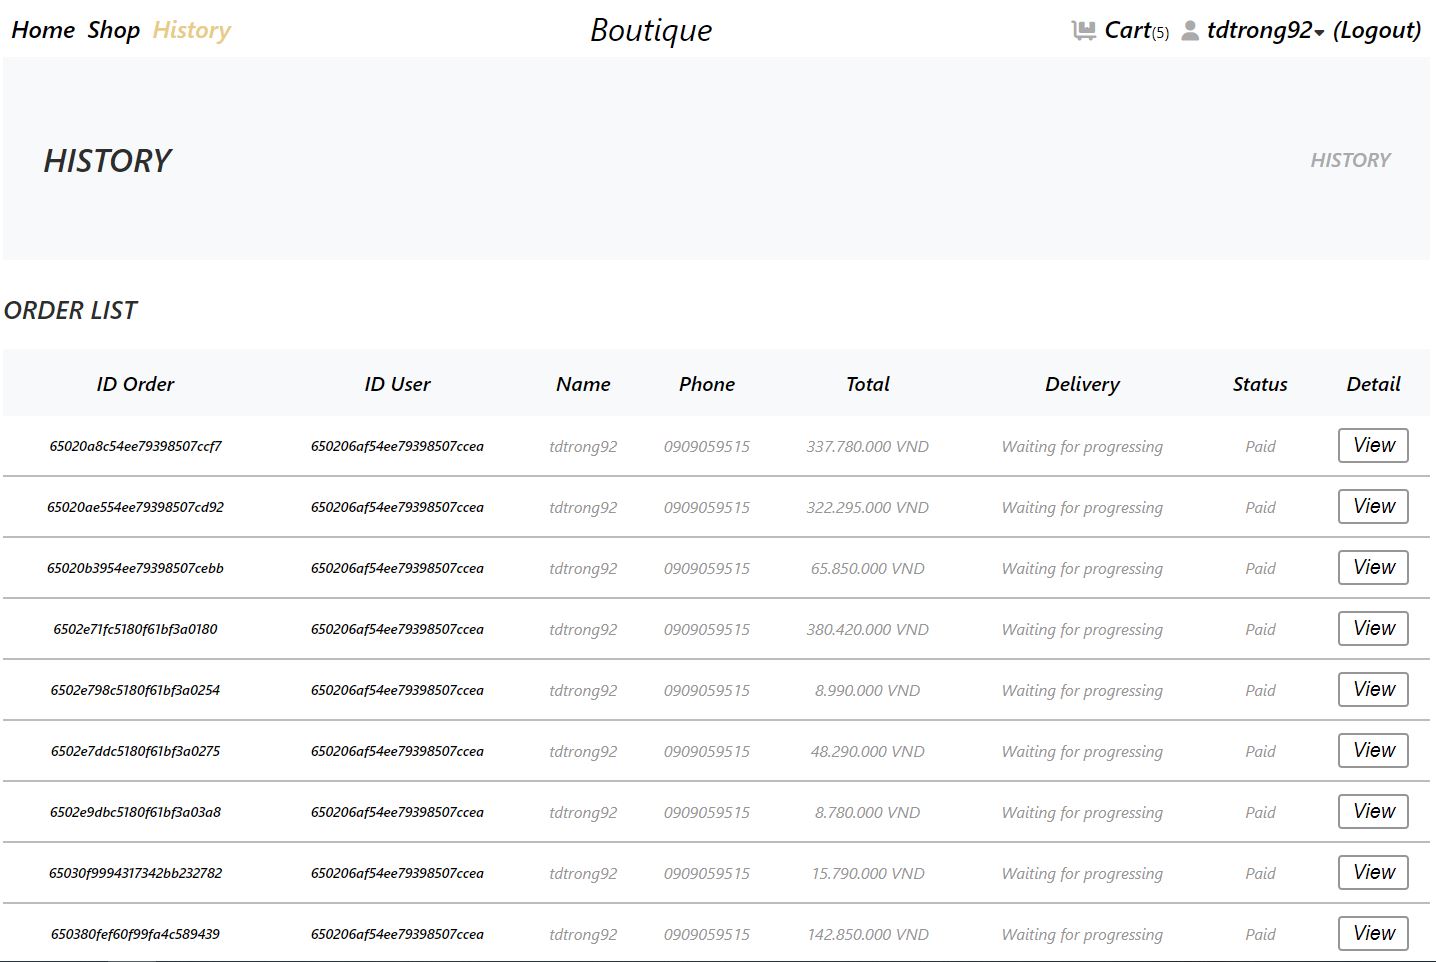 Home Shop History Boutique Cart(5) tdtrong92 (Logout)
HISTORY HISTORY
ORDER LIST
ID Order ID User Name Phone Total Delivery Status Detail
65020a8c54ee79398507ccf7 650206af54ee79398507ccea tdtrong92 0909059515 337.780.000 VND Waiting for progressing Paid View
65020ae554ee79398507cd92 650206af54ee79398507ccea tdtrong92 0909059515 322.295.000 VND Waiting for progressing Paid View
65020b3954ee79398507cebb 650206af54ee79398507ccea tdtrong92 0909059515 65.850.000 VND Waiting for progressing Paid View
6502e71fc5180f61bf3a0180 650206af54ee79398507ccea tdtrong92 0909059515 380.420.000 VND Waiting for progressing Paid View
6502e798c5180f61bf3a0254 650206af54ee79398507ccea tdtrong92 0909059515 8.990.000 VND Waiting for progressing Paid View
6502e7ddc5180f61bf3a0275 650206af54ee79398507ccea tdtrong92 0909059515 48.290.000 VND Waiting for progressing Paid View
6502e9dbc5180f61bf3a03a8 650206af54ee79398507ccea tdtrong92 0909059515 8.780.000 VND Waiting for progressing Paid View
65030f9994317342bb232782 650206af54ee79398507ccea tdtrong92 0909059515 15.790.000 VND Waiting for progressing Paid View
650380fef60f99fa4c589439 650206af54ee79398507ccea tdtrong92 0909059515 142.850.000 VND Waiting for progressing Paid View